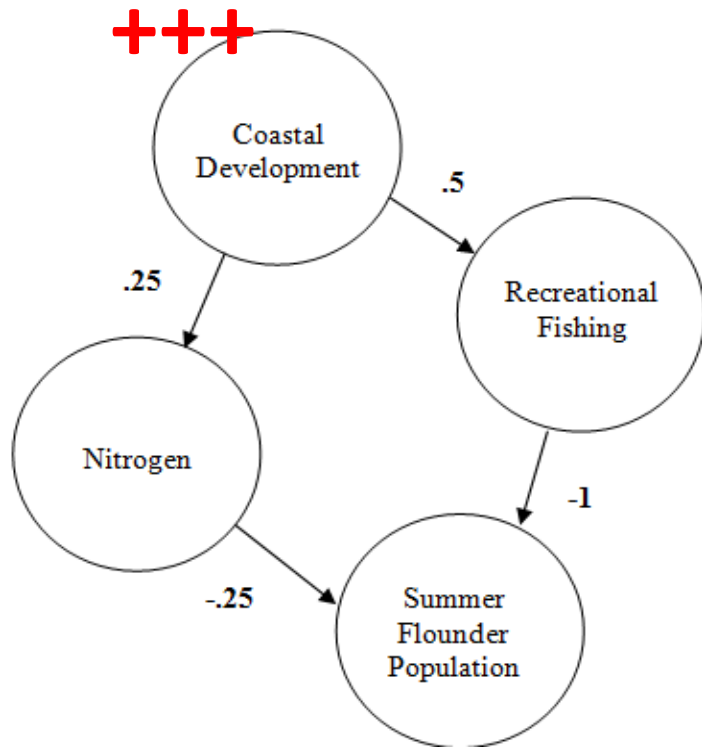 +++
Coastal
Development
.5
.25
Recreational
Fishing
Nitrogen
-1
-.25
Summer
Flounder
Population